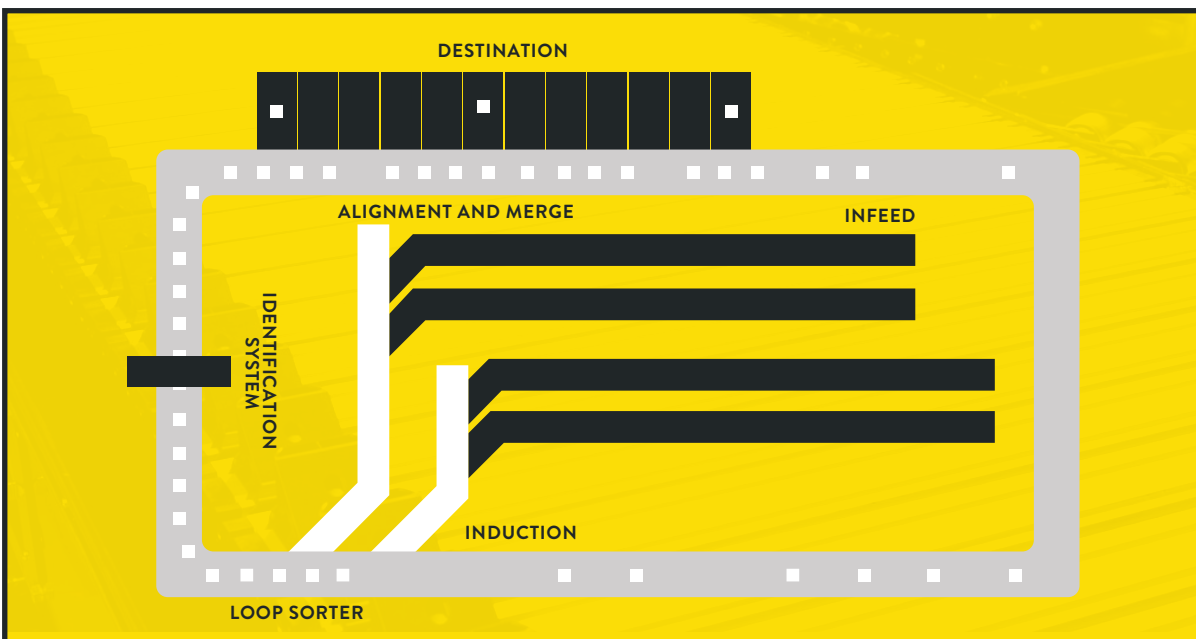 DESTINATION
ALIGNMENT AND MERGE
INFEED
IDENTIFICATION
SYSTEM
INDUCTION
LOOP SORTER